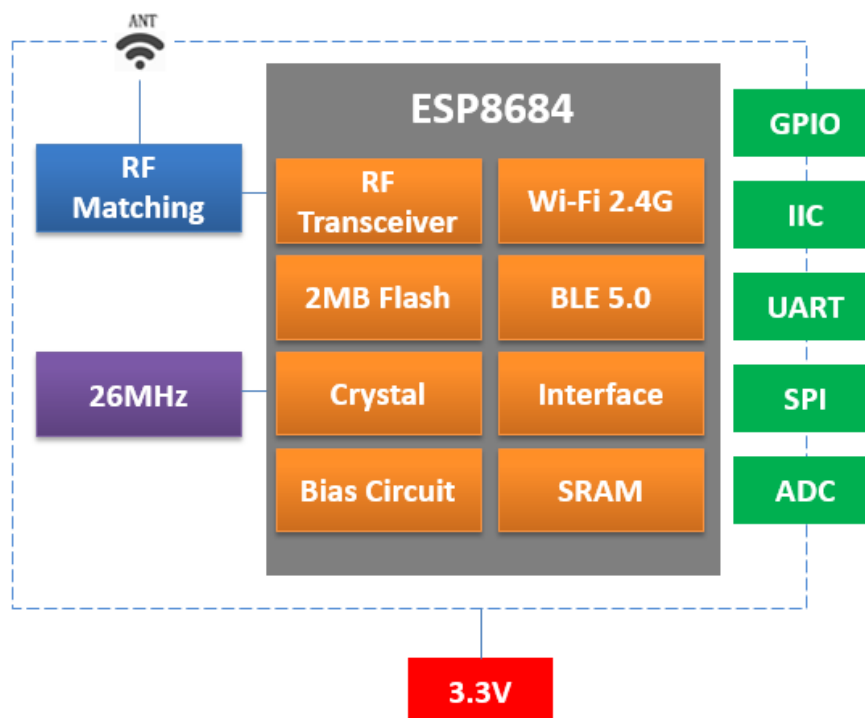 ANT
ESP8684
GPIO
RF
Matching
RF
Transceiver
Wi-Fi 2.4G
IIC
2MB Flash
BLE 5.0
UART
26MHz
Crystal
Interface
SPI
Bias Circuit
SRAM
ADC
3.3V